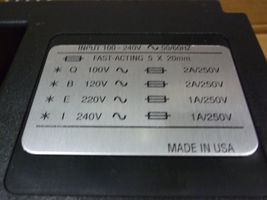 INPUT 100-240V ~ 50/60HZ
FAST-ACTING 5 X 20mm
* Q 100V ~ 2A/250V
* B 120V ~ 2A/250V
* E 220V ~ 1A/250V
* I 240V ~ 1A/250V
MADE IN USA